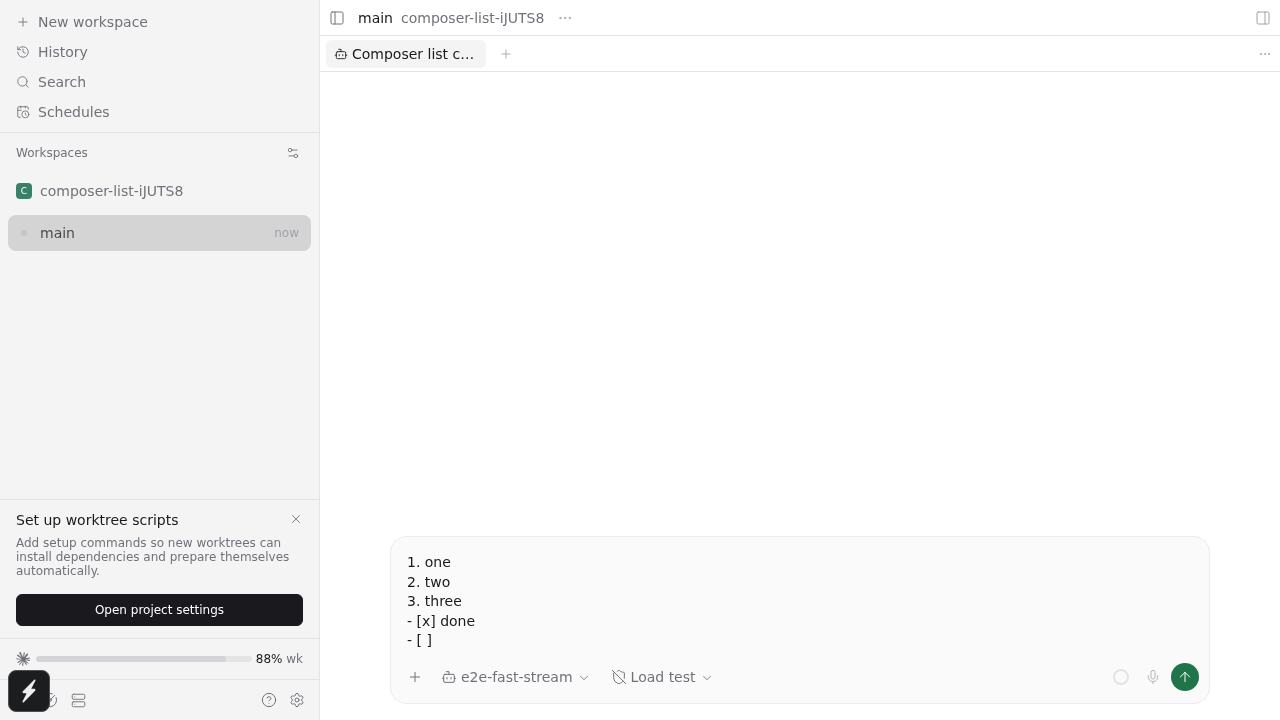 New workspace
History
Search
Schedules
Workspaces
C composer-list-iJUTS8
main now
Set up worktree scripts
Add setup commands so new worktrees can
install dependencies and prepare themselves
automatically.
Open project settings
88% wk
main composer-list-iJUTS8
Composer list c...
1. one
2. two
3. three
- [x] done
- [ ]
e2e-fast-stream
Load test